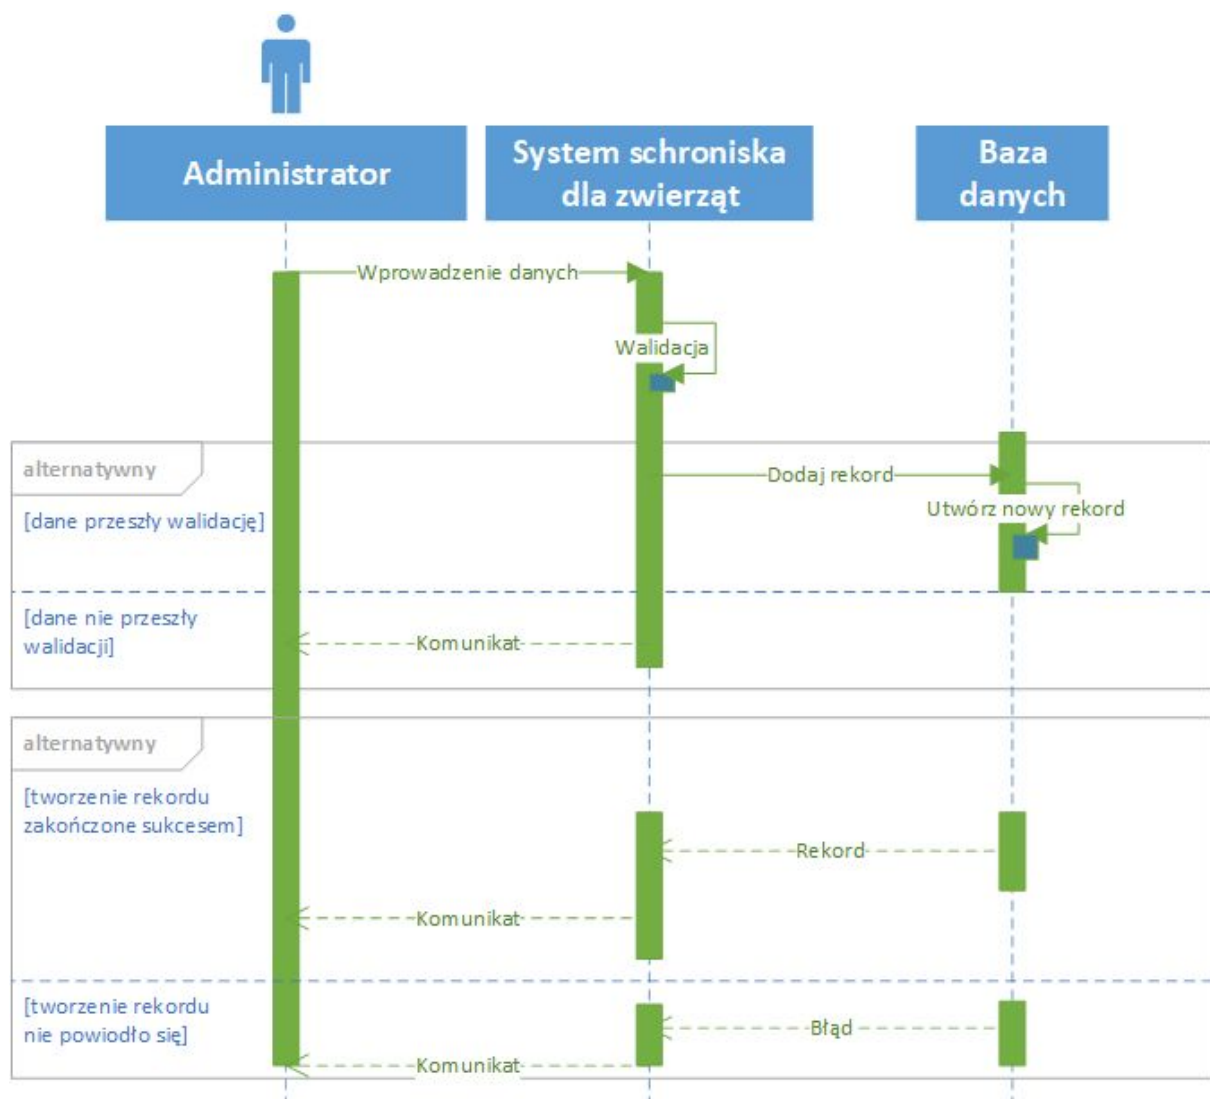 Administrator
System schroniska
dla zwierząt
Baza
danych
Wprowadzenie danych
Walidacja
alternatywny
Dodaj rekord
Utwórz nowy rekord
[dane przeszły walidację]
[dane nie przeszły
walidacji]
Komunikat
alternatywny
[tworzenie rekordu
zakończone sukcesem]
Rekord
Komunikat
[tworzenie rekordu
nie powiodło się]
Błąd
Komunikat